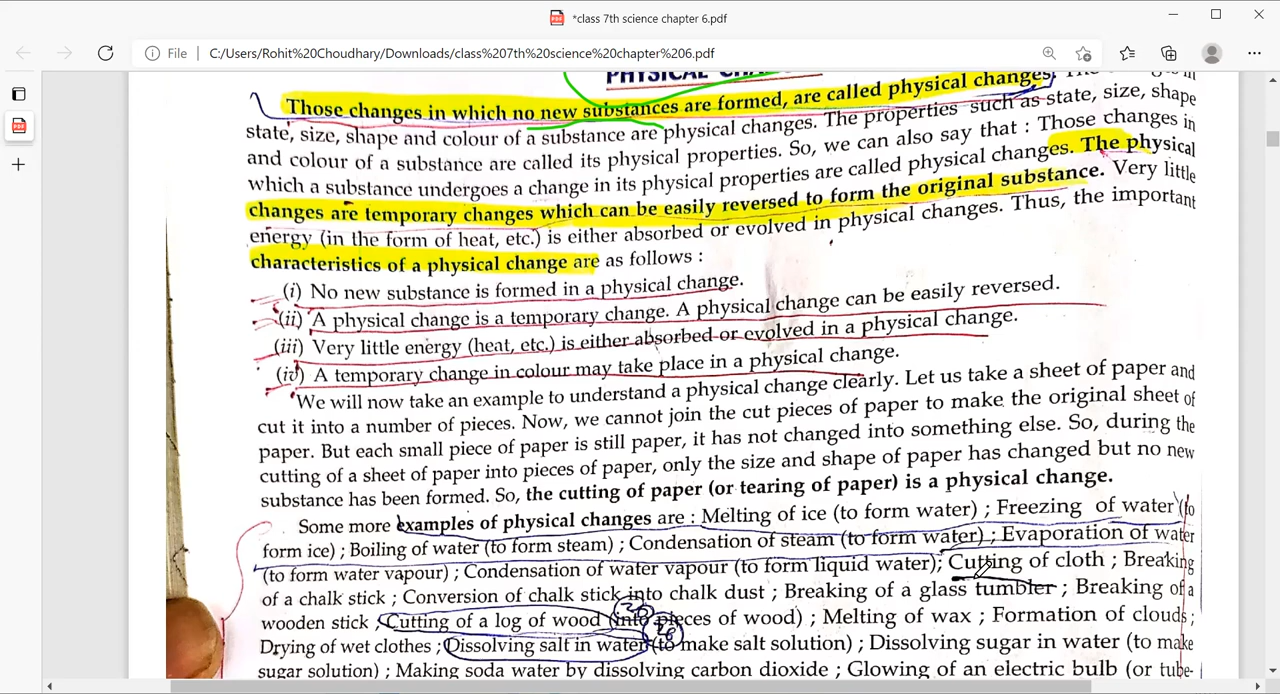 *class 7th science chapter 6.pdf
File C:/Users/Rohit%20Choudhary/Downloads/class%207th%20science%20chapter%206.pdf
PHYSICAL
Those changes in which no new substances are formed, are called physical changes.
state, size, shape and colour of a substance are physical changes. The properties such as state, size, shape
and colour of a substance are called its physical properties. So, we can also say that : Those changes in
which a substance undergoes a change in its physical properties are called physical changes. The physical
changes are temporary changes which can be easily reversed to form the original substance. Very little
energy (in the form of heat, etc.) is either absorbed or evolved in physical changes. Thus, the important
characteristics of a physical change are as follows :
(i) No new substance is formed in a physical change.
(ii) A physical change is a temporary change. A physical change can be easily reversed.
(iii) Very little energy (heat, etc.) is either absorbed or evolved in a physical change.
(iv) A temporary change in colour may take place in a physical change.
We will now take an example to understand a physical change clearly. Let us take a sheet of paper and
cut it into a number of pieces. Now, we cannot join the cut pieces of paper to make the original sheet of
paper. But each small piece of paper is still paper, it has not changed into something else. So, during the
cutting of a sheet of paper into pieces of paper, only the size and shape of paper has changed but no new
substance has been formed. So, the cutting of paper (or tearing of paper) is a physical change.
Some more examples of physical changes are : Melting of ice (to form water) ; Freezing of water (to
form ice) ; Boiling of water (to form steam) ; Condensation of steam (to form water) ; Evaporation of water
(to form water vapour) ; Condensation of water vapour (to form liquid water); Cutting of cloth ; Breaking
of a chalk stick ; Conversion of chalk stick into chalk dust ; Breaking of a glass tumbler ; Breaking of a
wooden stick ; Cutting of a log of wood (into pieces of wood) ; Melting of wax ; Formation of clouds ;
Drying of wet clothes ; Dissolving salt in water (to make salt solution) ; Dissolving sugar in water (to make
sugar solution) ; Making soda water by dissolving carbon dioxide ; Glowing of an electric bulb (or tube-